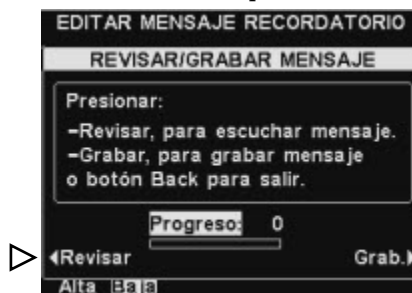 EDITAR MENSAJE RECORDATORIO
REVISAR/GRABAR MENSAJE
Presionar:
-Revisar, para escuchar mensaje.
-Grabar, para grabar mensaje
o botón Back para salir.
Progreso: 0
Revisar Grab.
Alta Baja